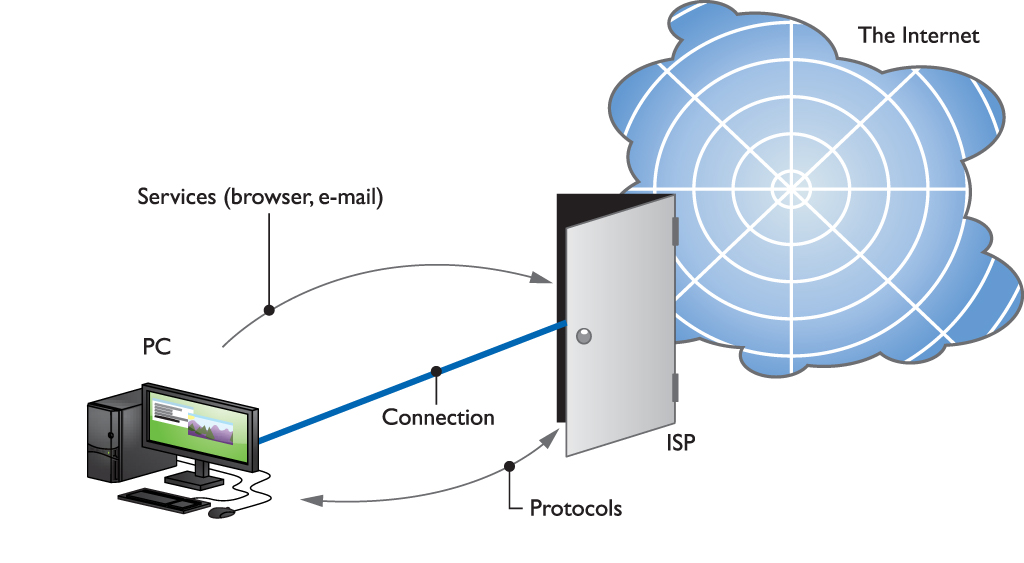 The Internet
Services (browser, e-mail)
PC
Connection
ISP
Protocols